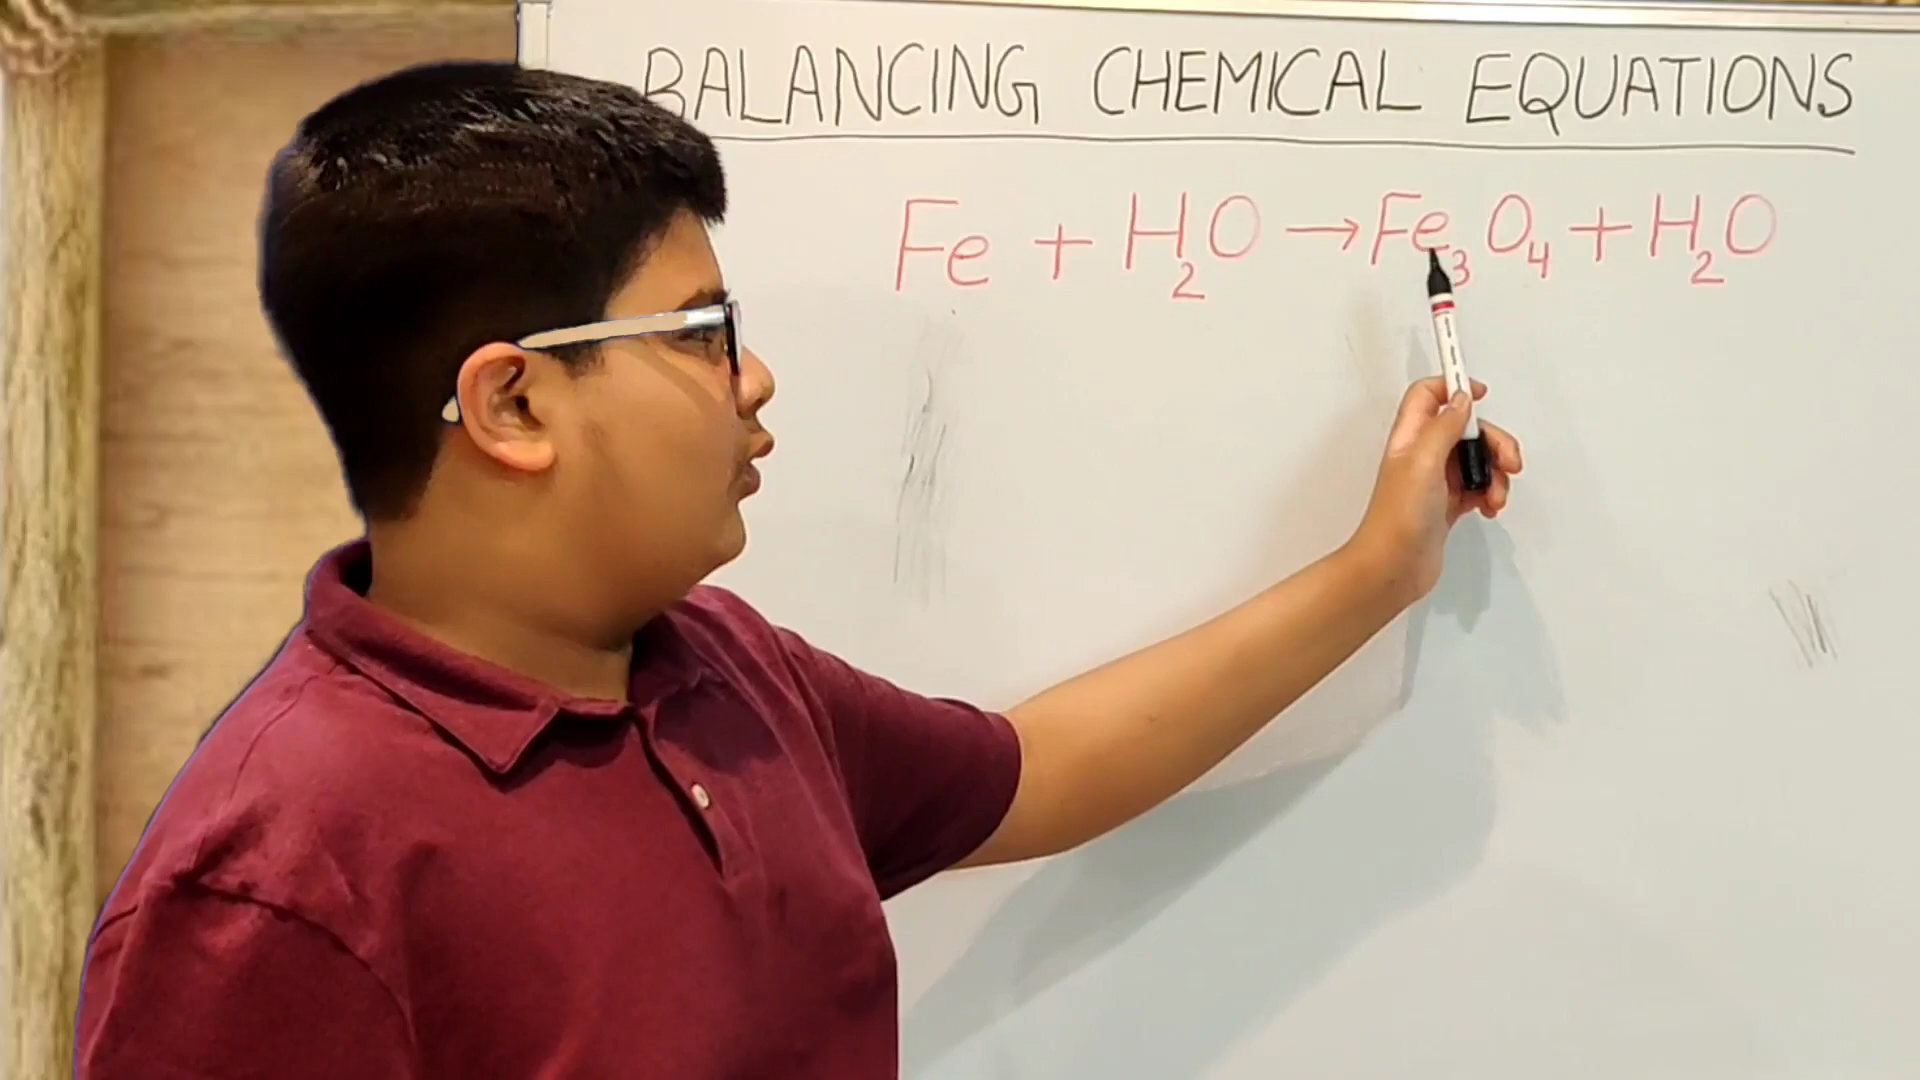 BALANCING CHEMICAL EQUATIONS
Fe + H₂O → Fe₃O₄ + H₂O